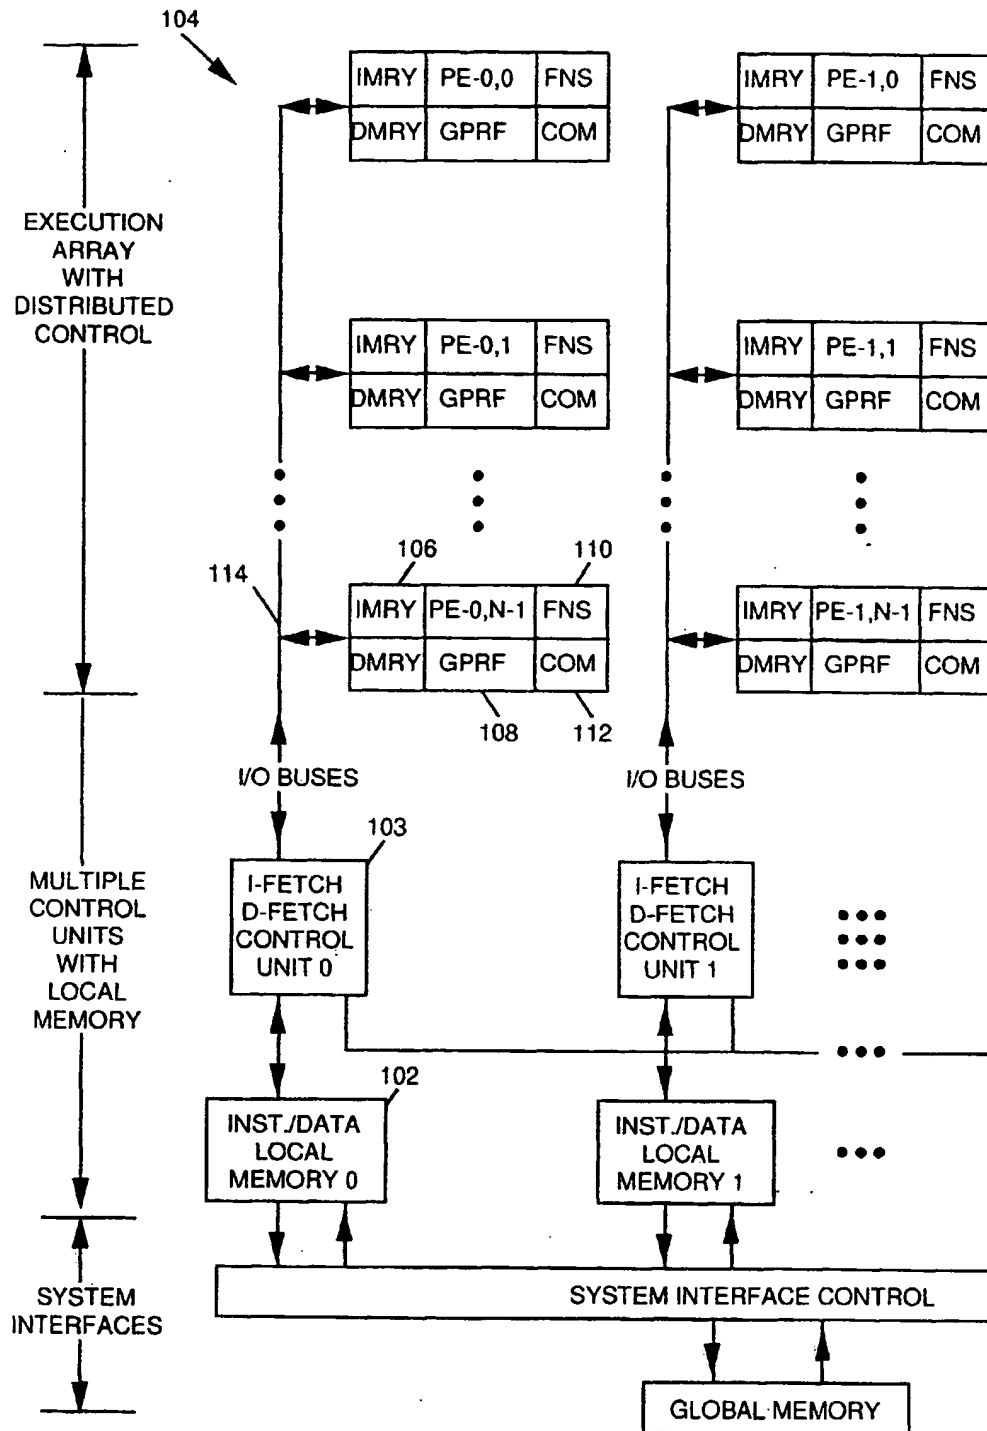 104
IMRY PE-0,0 FNS
DMRY GPRF COM
IMRY PE-1,0 FNS
DMRY GPRF COM
EXECUTION
ARRAY
WITH
DISTRIBUTED
CONTROL
IMRY PE-0,1 FNS
DMRY GPRF COM
IMRY PE-1,1 FNS
DMRY GPRF COM
106
110
114
IMRY PE-0,N-1 FNS
DMRY GPRF COM
IMRY PE-1,N-1 FNS
DMRY GPRF COM
108
112
I/O BUSES
I/O BUSES
103
MULTIPLE
CONTROL
UNITS
WITH
LOCAL
MEMORY
I-FETCH
D-FETCH
CONTROL
UNIT 0
I-FETCH
D-FETCH
CONTROL
UNIT 1
102
INST./DATA
LOCAL
MEMORY 0
INST./DATA
LOCAL
MEMORY 1
SYSTEM
INTERFACES
SYSTEM INTERFACE CONTROL
GLOBAL MEMORY